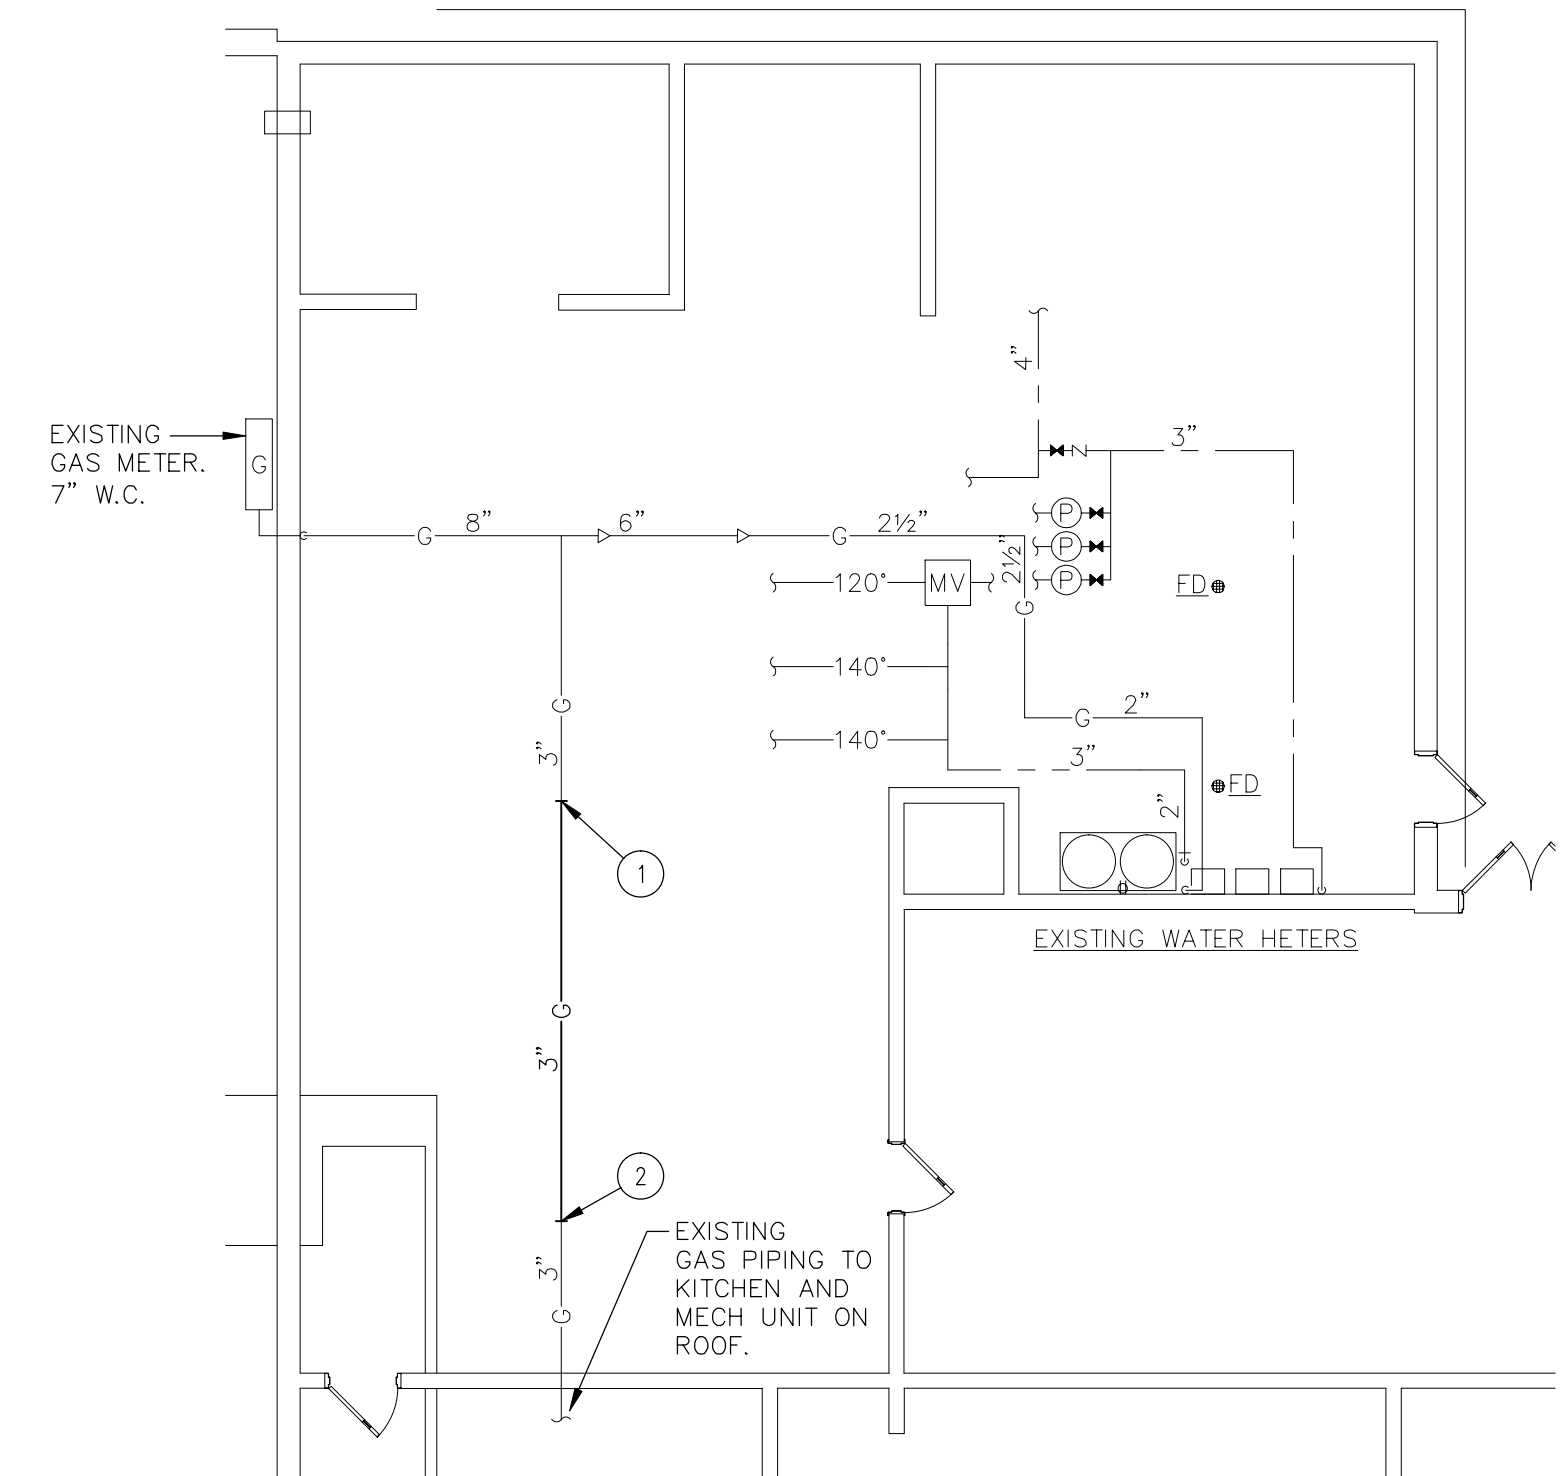 4”
EXISTING
GAS METER.
7” W.C.
G
3”
G 8” 6” G 2½”
2½”
G
P
P
P
120° MV
FD
140°
G
3”
140°
G 2”
3”
2”
FD
1
EXISTING WATER HETERS
G
3”
2
3”
G
EXISTING
GAS PIPING TO
KITCHEN AND
MECH UNIT ON
ROOF.